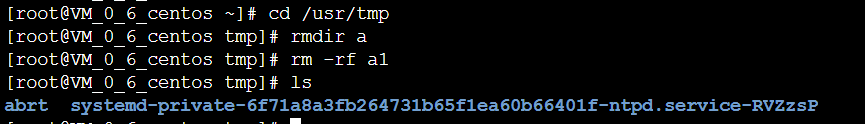 [root@VM_0_6_centos ~]# cd /usr/tmp
[root@VM_0_6_centos tmp]# rmdir a
[root@VM_0_6_centos tmp]# rm -rf a1
[root@VM_0_6_centos tmp]# ls
abrt  systemd-private-6f71a8a3fb264731b65f1ea60b66401f-ntpd.service-RVZzsP
[root@VM_0_6_centos tmp]#